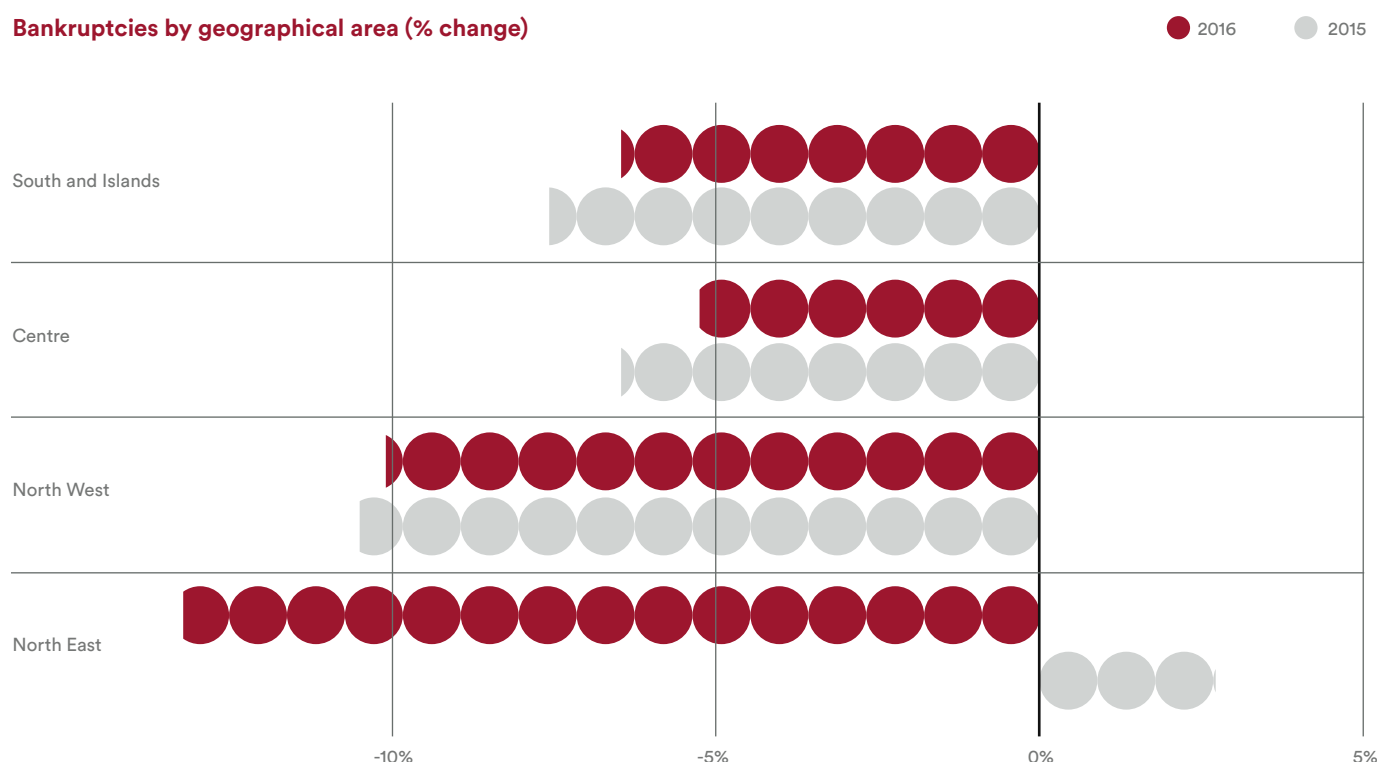 Bankruptcies by geographical area (% change)
2016
2015
South and Islands
Centre
North West
North East
-10%
-5%
0%
5%